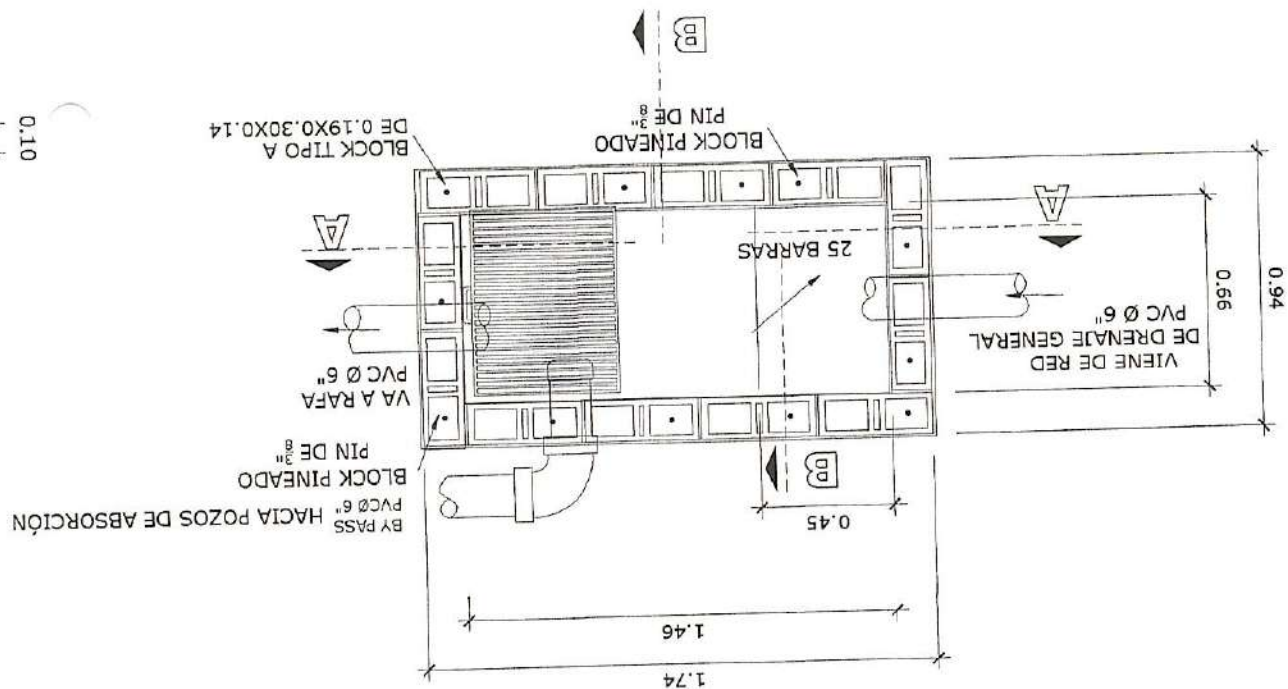 1.74
1.46
BY PASS
PVCØ 6" HACIA POZOS DE ABSORCIÓN
0.45
B
BLOCK PINEADO
PIN DE 3/8"
VA A RAFA
PVC Ø 6"
VIENE DE RED
DE DRENAJE GENERAL
PVC Ø 6"
0.94
0.66
25 BARRAS
A
A
BLOCK PINEADO
PIN DE 3/8"
BLOCK TIPO A
DE 0.19X0.30X0.14
0.10
B